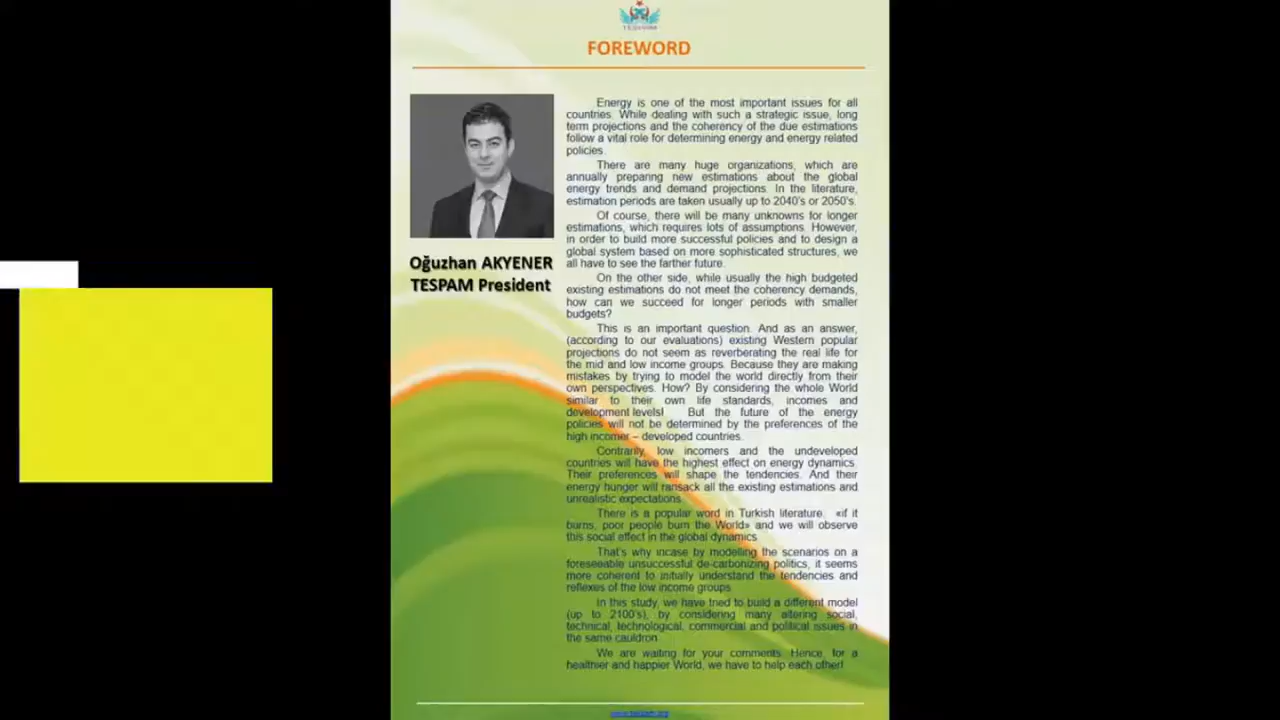 FOREWORD
Oğuzhan AKYENER
TESPAM President
Energy is one of the most important issues for all
countries. While dealing with such a strategic issue, long
term projections and the coherency of the due estimations
follow a vital role for determining energy and energy related
policies.
There are many huge organizations, which are
annually preparing new estimations about the global
energy trends and demand projections. In the literature,
estimation periods are taken usually up to 2040's or 2050's.
Of course, there will be many unknowns for longer
estimations, which requires lots of assumptions. However,
in order to build more successful policies and to design a
global system based on more sophisticated structures, we
all have to see the farther future.
On the other side, while usually the high budgeted
existing estimations do not meet the coherency demands,
how can we succeed for longer periods with smaller
budgets?
This is an important question. And as an answer,
(according to our evaluations) existing Western popular
projections do not seem as reverberating the real life for
the mid and low income groups. Because they are making
mistakes by trying to model the world directly from their
own perspectives. How? By considering the whole World
similar to their own life standards, incomes and
development levels! But the future of the energy
policies will not be determined by the preferences of the
high incomer – developed countries.
Contrarily, low incomers and the undeveloped
countries will have the highest effect on energy dynamics.
Their preferences will shape the tendencies. And their
energy hunger will ransack all the existing estimations and
unrealistic expectations.
There is a popular word in Turkish literature: «if it
burns, poor people burn the World» and we will observe
this social effect in the global dynamics.
That's why incase by modelling the scenarios on a
foreseeable unsuccessful de-carbonizing politics, it seems
more coherent to initially understand the tendencies and
reflexes of the low income groups.
In this study, we have tried to build a different model
(up to 2100's), by considering many altering social,
technical, technological, commercial and political issues in
the same cauldron.
We are waiting for your comments. Hence, for a
healthier and happier World, we have to help each other!
www.tespam.org